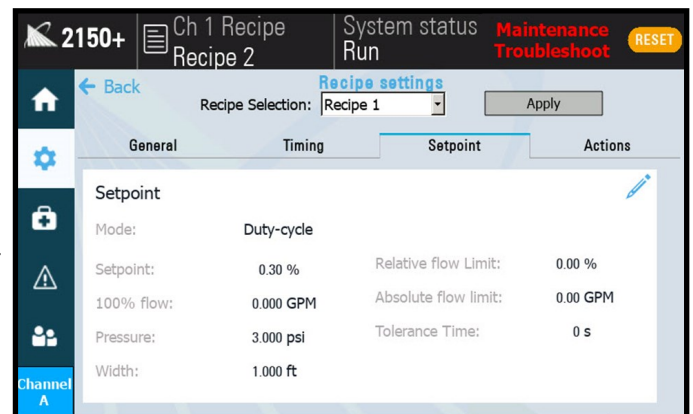 2150+
Ch 1 Recipe
Recipe 2
System status
Run
Maintenance
Troubleshoot
RESET
Back
Recipe settings
Recipe Selection: Recipe 1
Apply
General Timing Setpoint Actions
Setpoint
Mode: Duty-cycle
Setpoint: 0.30 % Relative flow Limit: 0.00 %
100% flow: 0.000 GPM Absolute flow limit: 0.00 GPM
Pressure: 3.000 psi Tolerance Time: 0 s
Width: 1.000 ft
Channel
A